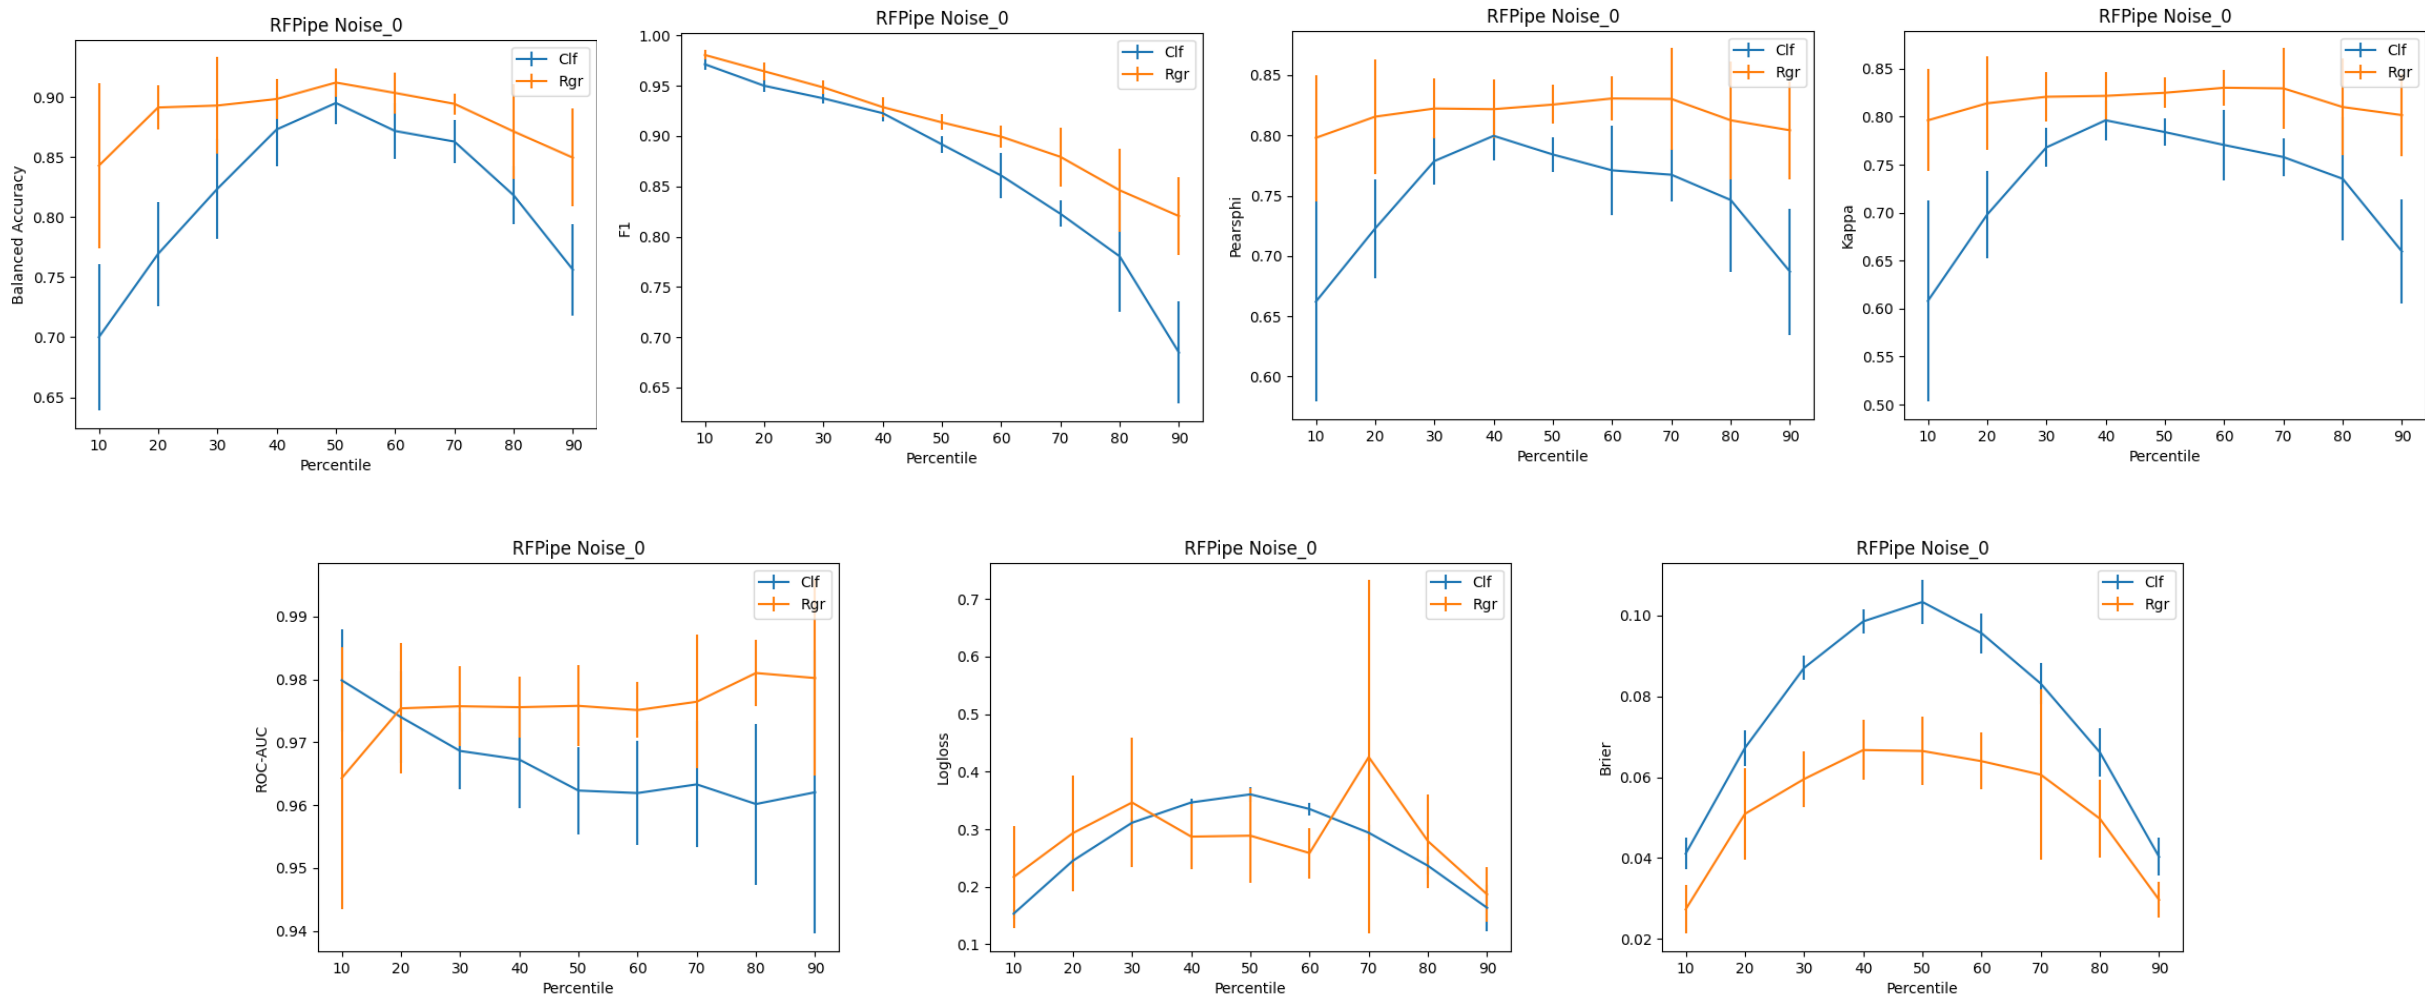 RFPipe Noise_0
Clf
Rgr
0.90
0.85
0.80
0.75
0.70
0.65
Balanced Accuracy
10 20 30 40 50 60 70 80 90
Percentile
RFPipe Noise_0
Clf
Rgr
1.00
0.95
0.90
0.85
0.80
0.75
0.70
0.65
F1
10 20 30 40 50 60 70 80 90
Percentile
RFPipe Noise_0
Clf
Rgr
0.85
0.80
0.75
0.70
0.65
0.60
Pearsphi
10 20 30 40 50 60 70 80 90
Percentile
RFPipe Noise_0
Clf
Rgr
0.85
0.80
0.75
0.70
0.65
0.60
0.55
0.50
Kappa
10 20 30 40 50 60 70 80 90
Percentile
RFPipe Noise_0
Clf
Rgr
0.99
0.98
0.97
0.96
0.95
0.94
ROC-AUC
10 20 30 40 50 60 70 80 90
Percentile
RFPipe Noise_0
Clf
Rgr
0.7
0.6
0.5
0.4
0.3
0.2
0.1
Logloss
10 20 30 40 50 60 70 80 90
Percentile
RFPipe Noise_0
Clf
Rgr
0.10
0.08
0.06
0.04
0.02
Brier
10 20 30 40 50 60 70 80 90
Percentile